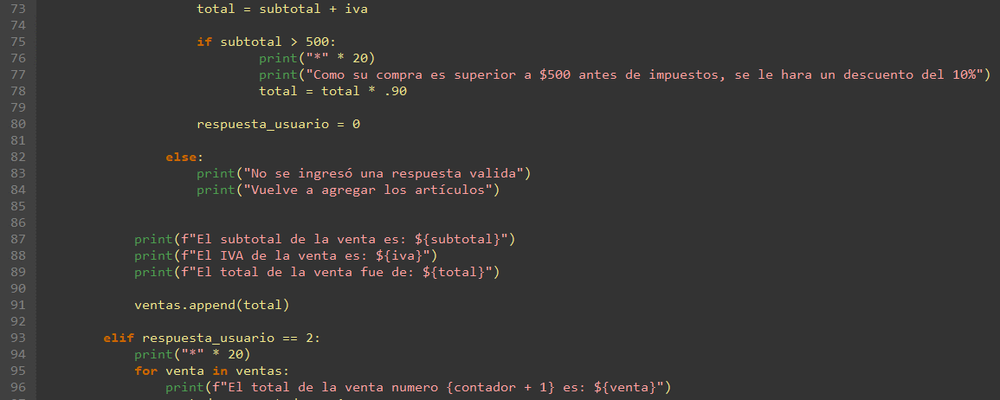 73 total = subtotal + iva
74
75 if subtotal > 500:
76 print("*" * 20)
77 print("Como su compra es superior a $500 antes de impuestos, se le hara un descuento del 10%")
78 total = total * .90
79
80 respuesta_usuario = 0
81
82 else:
83 print("No se ingresó una respuesta valida")
84 print("Vuelve a agregar los artículos")
85
86
87 print(f"El subtotal de la venta es: ${subtotal}")
88 print(f"El IVA de la venta es: ${iva}")
89 print(f"El total de la venta fue de: ${total}")
90
91 ventas.append(total)
92
93 elif respuesta_usuario == 2:
94 print("*" * 20)
95 for venta in ventas:
96 print(f"El total de la venta numero {contador + 1} es: ${venta}")